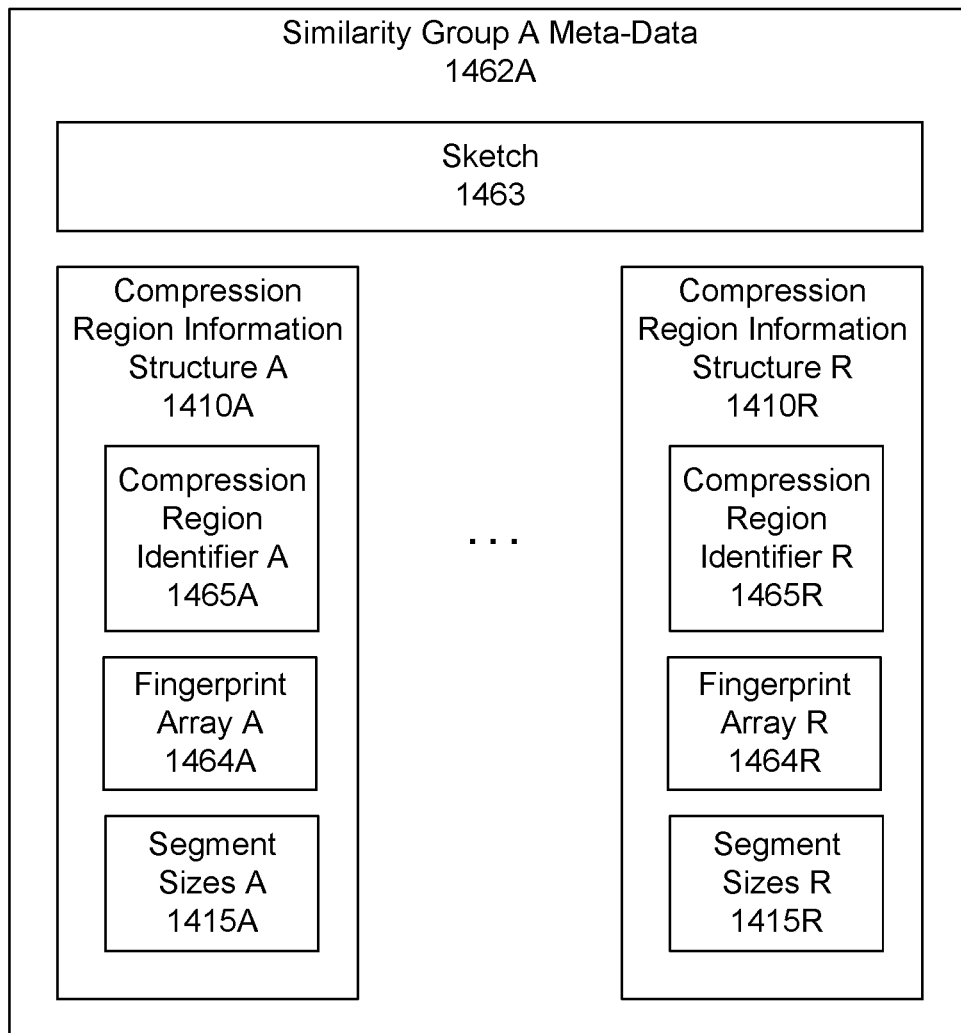 Similarity Group A Meta-Data
1462A
Sketch
1463
Compression
Region Information
Structure A
1410A
Compression
Region
Identifier A
1465A
Fingerprint
Array A
1464A
Segment
Sizes A
1415A
. . .
Compression
Region Information
Structure R
1410R
Compression
Region
Identifier R
1465R
Fingerprint
Array R
1464R
Segment
Sizes R
1415R